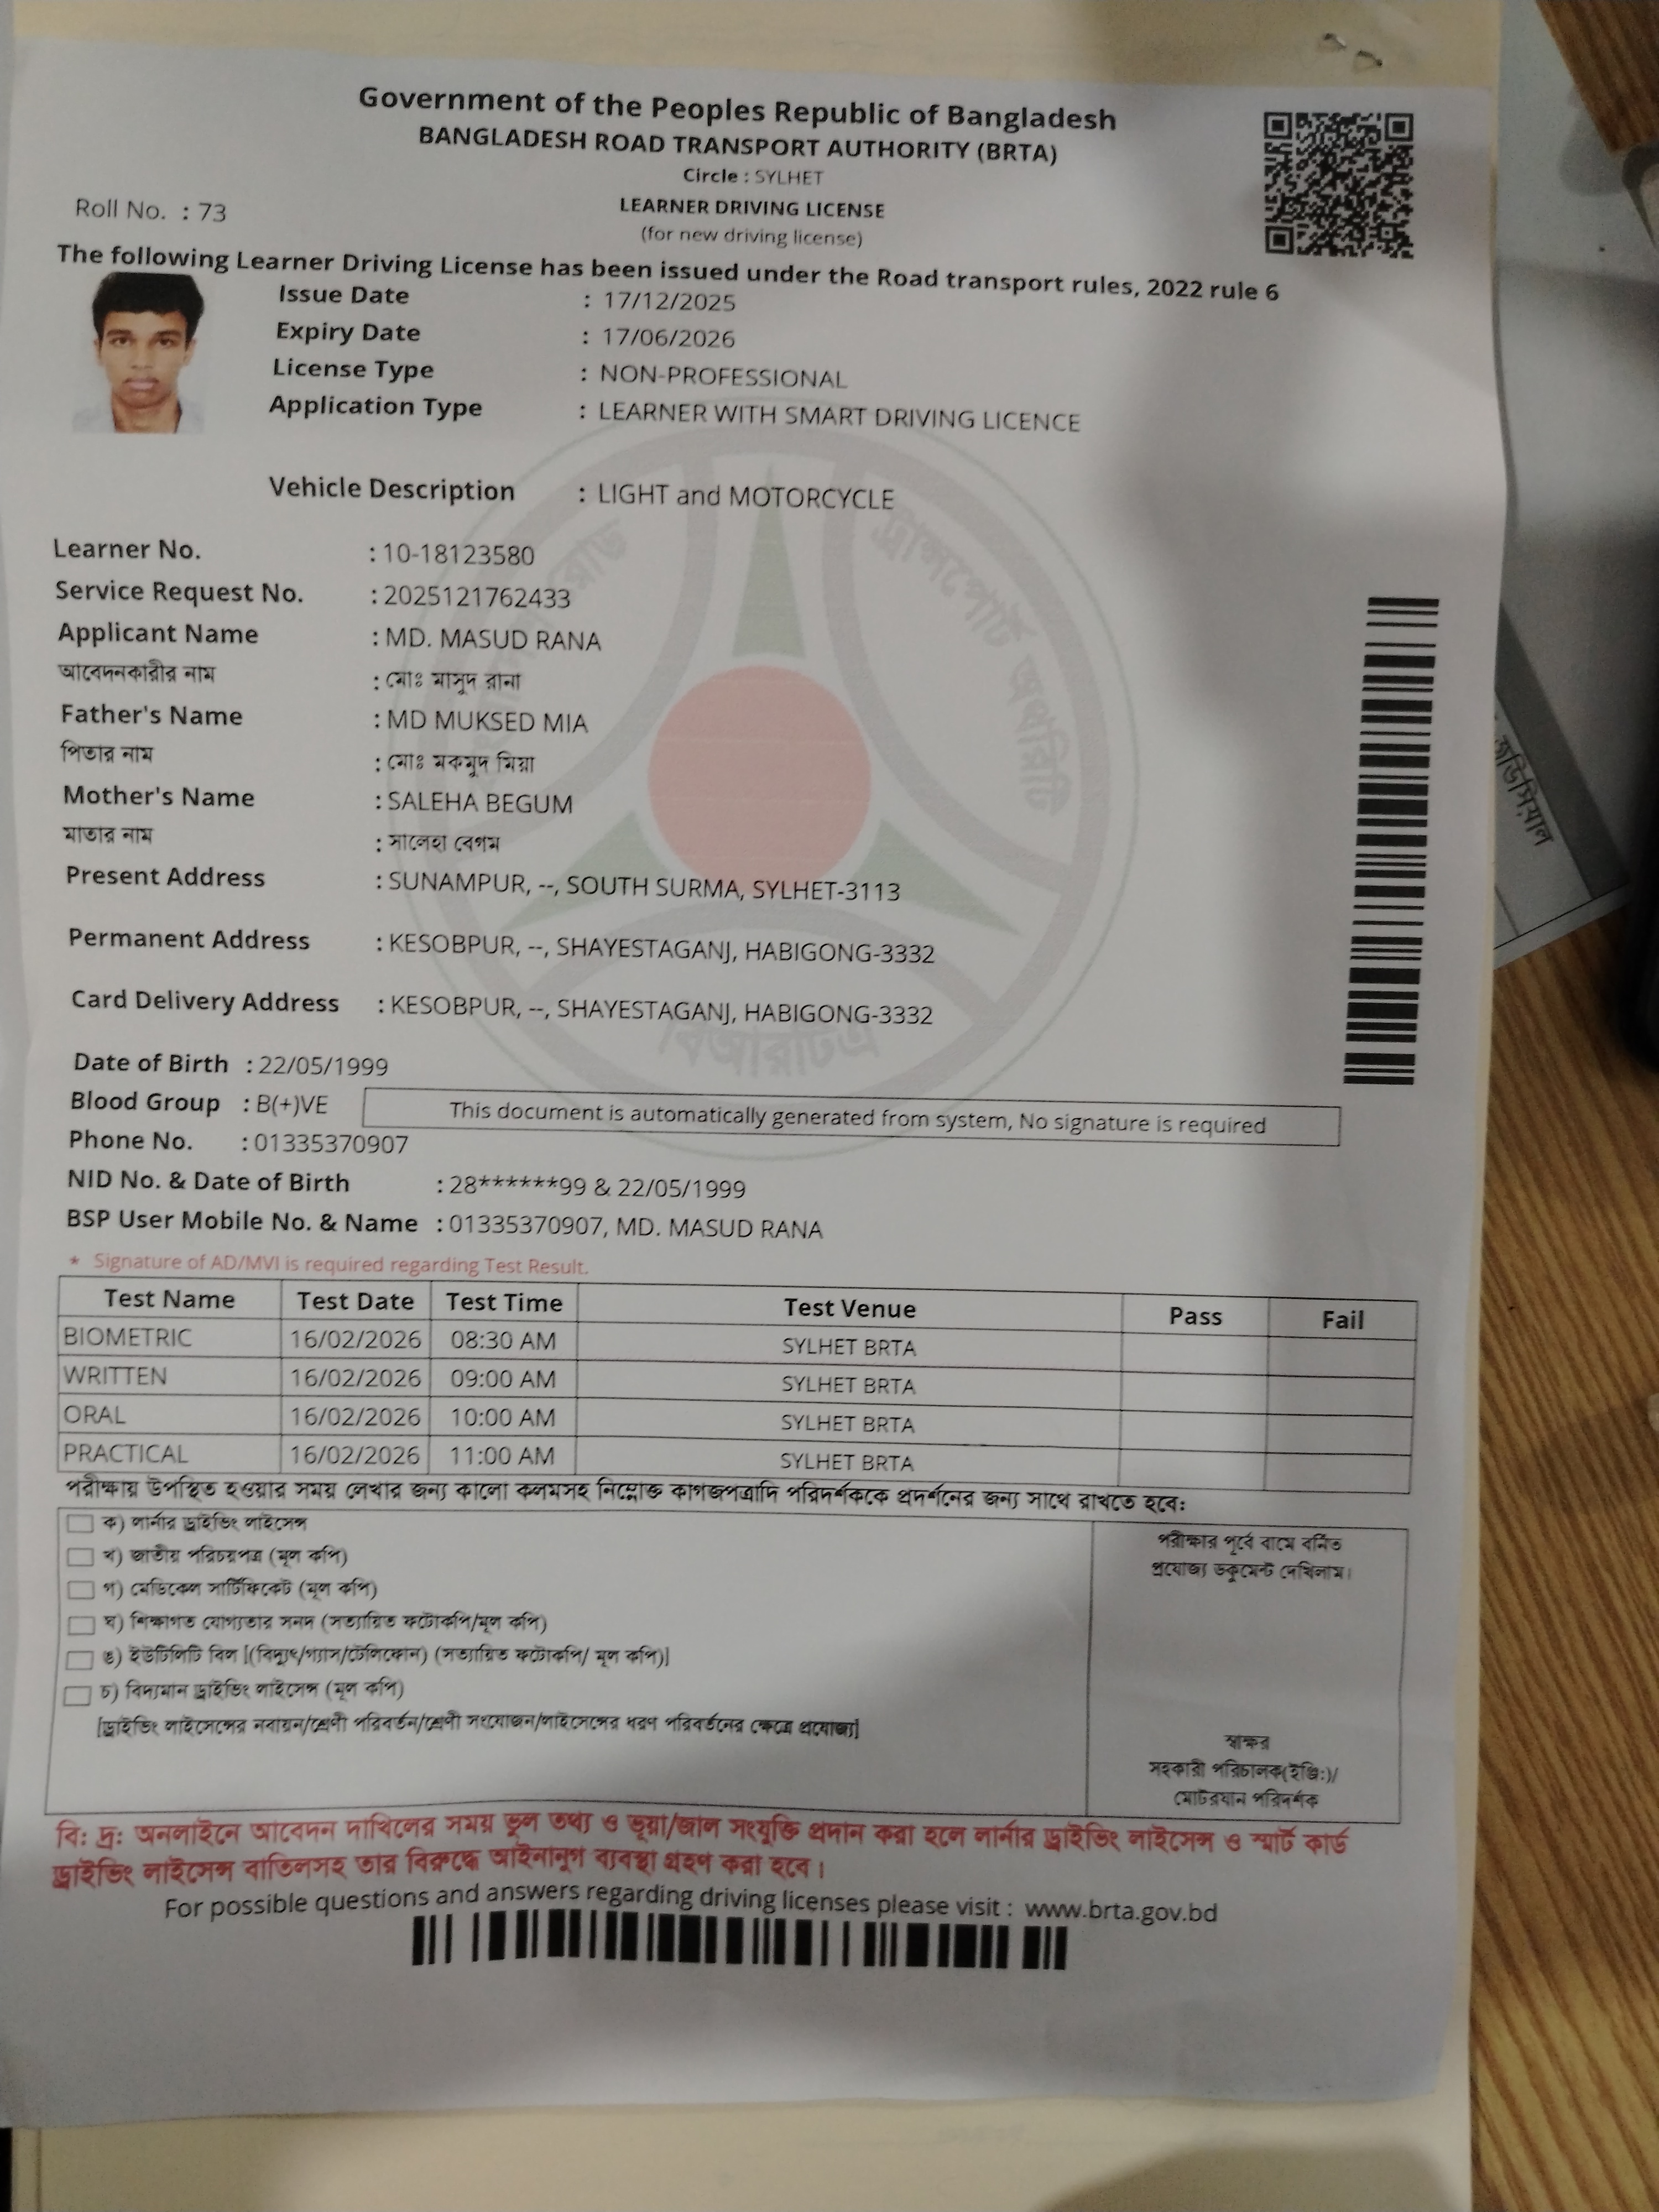 Government of the Peoples Republic of Bangladesh
BANGLADESH ROAD TRANSPORT AUTHORITY (BRTA)
Circle : SYLHET
Roll No. : 73
LEARNER DRIVING LICENSE
(for new driving license)
The following Learner Driving License has been issued under the Road transport rules, 2022 rule 6
Issue Date : 17/12/2025
Expiry Date : 17/06/2026
License Type : NON-PROFESSIONAL
Application Type : LEARNER WITH SMART DRIVING LICENCE
Vehicle Description : LIGHT and MOTORCYCLE
Learner No. : 10-18123580
Service Request No. : 2025121762433
Applicant Name : MD. MASUD RANA
আবেদনকারীর নাম : মোঃ মাসুদ রানা
Father's Name : MD MUKSED MIA
পিতার নাম : মোঃ মকমুদ মিয়া
Mother's Name : SALEHA BEGUM
মাতার নাম : সালেহা বেগম
Present Address : SUNAMPUR, --, SOUTH SURMA, SYLHET-3113
Permanent Address : KESOBPUR, --, SHAYESTAGANJ, HABIGONG-3332
Card Delivery Address : KESOBPUR, --, SHAYESTAGANJ, HABIGONG-3332
Date of Birth : 22/05/1999
Blood Group : B(+)VE
This document is automatically generated from system, No signature is required
Phone No. : 01335370907
NID No. & Date of Birth : 28******99 & 22/05/1999
BSP User Mobile No. & Name : 01335370907, MD. MASUD RANA
* Signature of AD/MVI is required regarding Test Result.
Test Name Test Date Test Time Test Venue Pass Fail
BIOMETRIC 16/02/2026 08:30 AM SYLHET BRTA
WRITTEN 16/02/2026 09:00 AM SYLHET BRTA
ORAL 16/02/2026 10:00 AM SYLHET BRTA
PRACTICAL 16/02/2026 11:00 AM SYLHET BRTA
পরীক্ষায় উপস্থিত হওয়ার সময় লেখার জন্য কালো কলমসহ নিম্নোক্ত কাগজপত্রাদি পরিদর্শককে প্রদর্শনের জন্য সাথে রাখতে হবে:
ক) লার্নার ড্রাইভিং লাইসেন্স
খ) জাতীয় পরিচয়পত্র (মূল কপি)
গ) মেডিকেল সার্টিফিকেট (মূল কপি)
ঘ) শিক্ষাগত যোগ্যতার সনদ (সত্যায়িত ফটোকপি/মূল কপি)
ঙ) ইউটিলিটি বিল [(বিদ্যুৎ/গ্যাস/টেলিফোন) (সত্যায়িত ফটোকপি/ মূল কপি)]
চ) বিদ্যমান ড্রাইভিং লাইসেন্স (মূল কপি)
[ড্রাইভিং লাইসেন্সের নবায়ন/শ্রেণী পরিবর্তন/শ্রেণী সংযোজন/লাইসেন্সের ধরণ পরিবর্তনের ক্ষেত্রে প্রযোজ্য]
পরীক্ষার পূর্বে বামে বর্নিত
প্রযোজ্য ডকুমেন্ট দেখিলাম।
স্বাক্ষর
সহকারী পরিচালক(ইঞ্জি:)/
মোটরযান পরিদর্শক
বি: দ্র: অনলাইনে আবেদন দাখিলের সময় ভুল তথ্য ও ভূয়া/জাল সংযুক্তি প্রদান করা হলে লার্নার ড্রাইভিং লাইসেন্স ও স্মার্ট কার্ড
ড্রাইভিং লাইসেন্স বাতিলসহ তার বিরুদ্ধে আইনানুগ ব্যবস্থা গ্রহণ করা হবে।
For possible questions and answers regarding driving licenses please visit : www.brta.gov.bd
রোড ট্রান্সপোর্ট অথরিটি
বিআরটিএ
জুডিসিয়াল